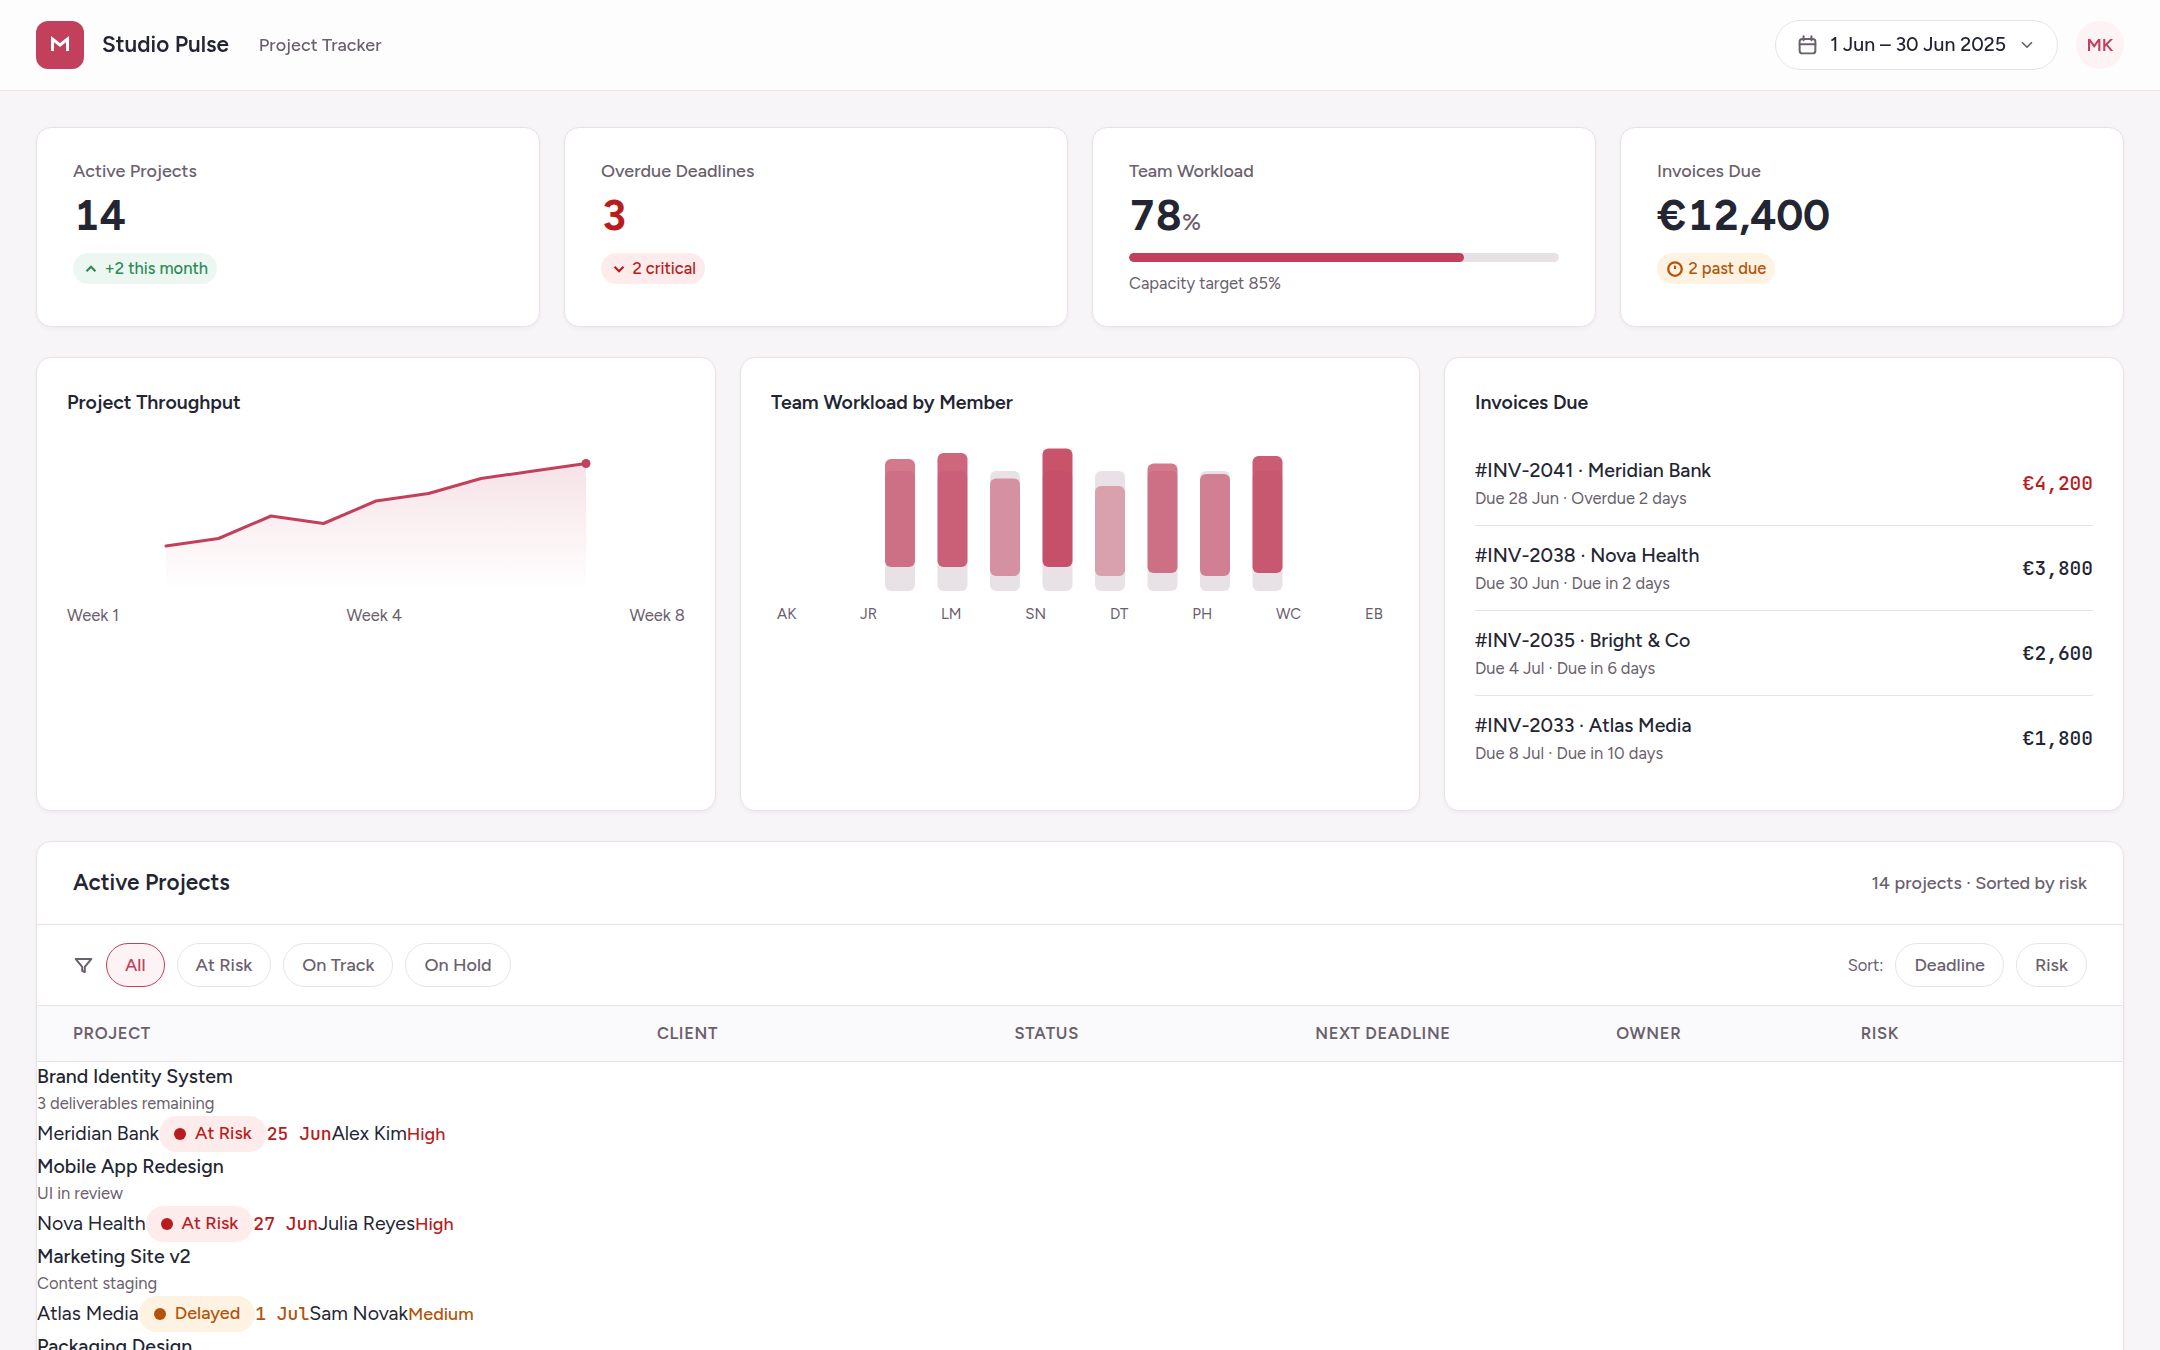 M Studio Pulse Project Tracker 1 Jun – 30 Jun 2025 MK
Active Projects
14
+2 this month
Overdue Deadlines
3
2 critical
Team Workload
78%
Capacity target 85%
Invoices Due
€12,400
2 past due
Project Throughput
Week 1 Week 4 Week 8
Team Workload by Member
AK JR LM SN DT PH WC EB
Invoices Due
#INV-2041 · Meridian Bank
Due 28 Jun · Overdue 2 days
€4,200
#INV-2038 · Nova Health
Due 30 Jun · Due in 2 days
€3,800
#INV-2035 · Bright & Co
Due 4 Jul · Due in 6 days
€2,600
#INV-2033 · Atlas Media
Due 8 Jul · Due in 10 days
€1,800
Active Projects 14 projects · Sorted by risk
All At Risk On Track On Hold Sort: Deadline Risk
PROJECT CLIENT STATUS NEXT DEADLINE OWNER RISK
Brand Identity System
3 deliverables remaining
Meridian Bank At Risk 25 Jun Alex Kim High
Mobile App Redesign
UI in review
Nova Health At Risk 27 Jun Julia Reyes High
Marketing Site v2
Content staging
Atlas Media Delayed 1 Jul Sam Novak Medium
Packaging Design